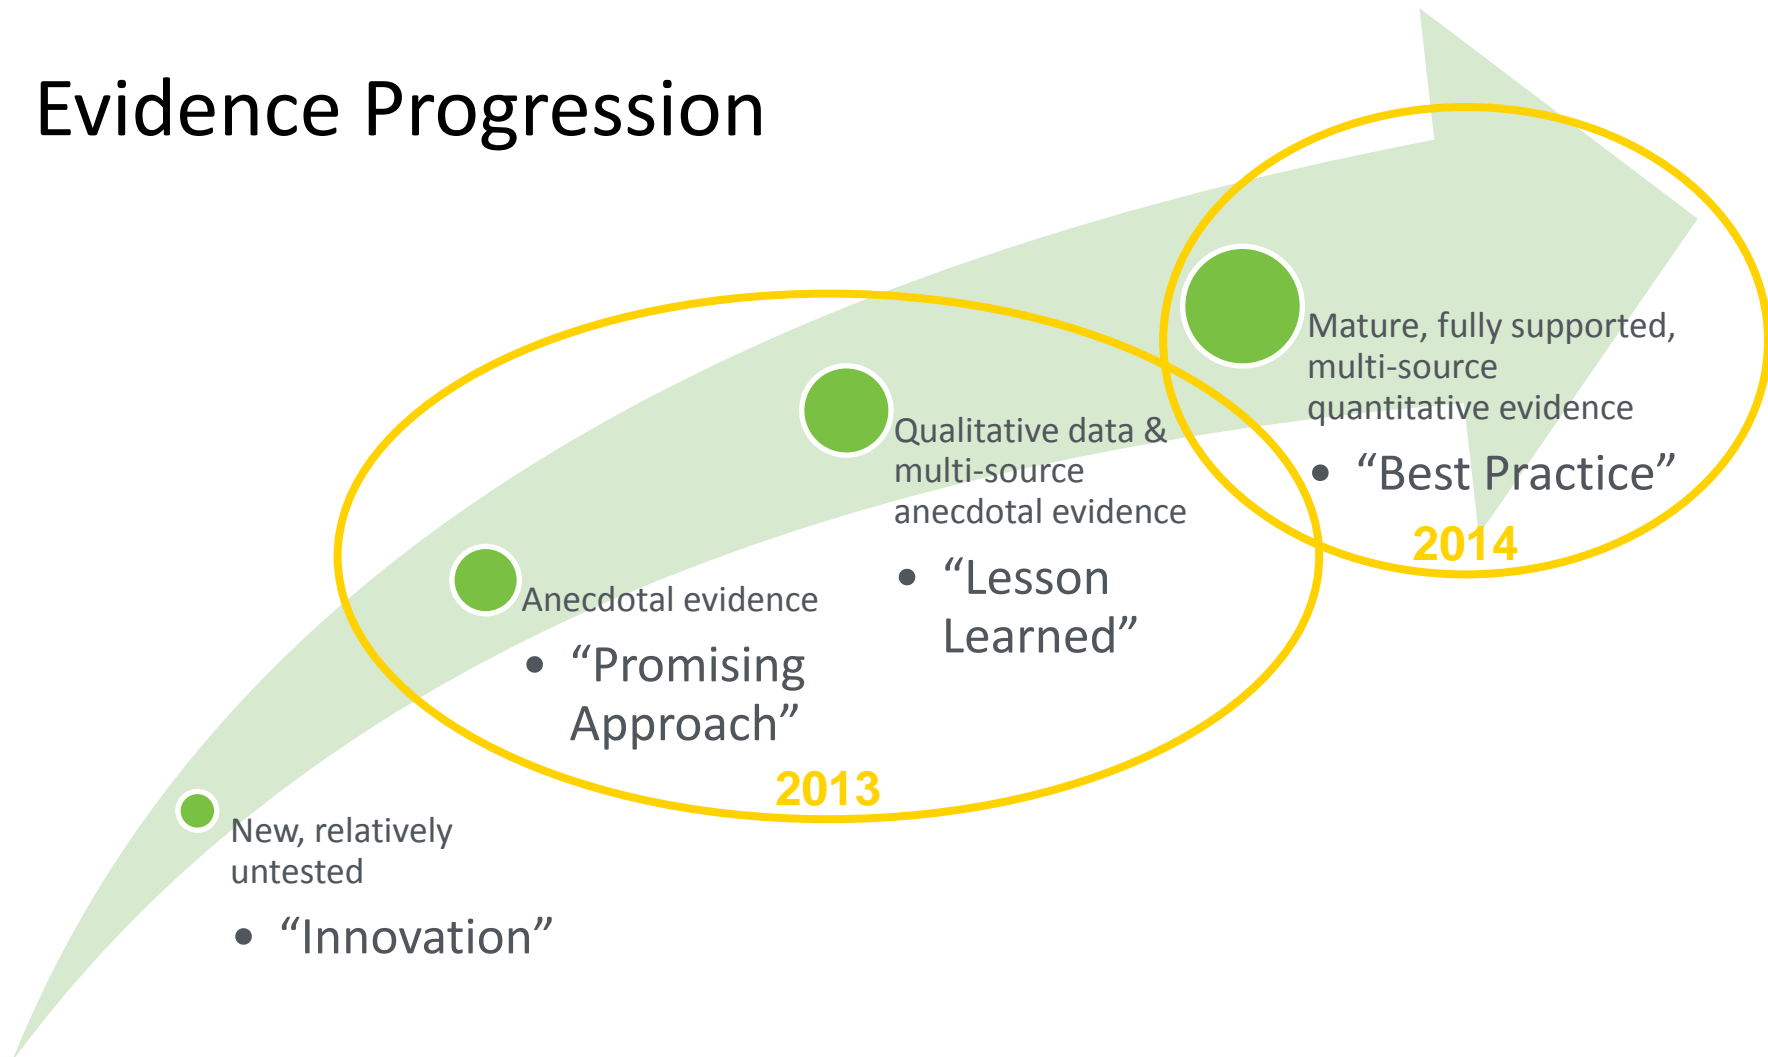 Evidence Progression
Mature, fully supported,
multi-source
quantitative evidence
• “Best Practice”
2014
Qualitative data &
multi-source
anecdotal evidence
• “Lesson
Learned”
Anecdotal evidence
• “Promising
Approach”
2013
New, relatively
untested
• “Innovation”